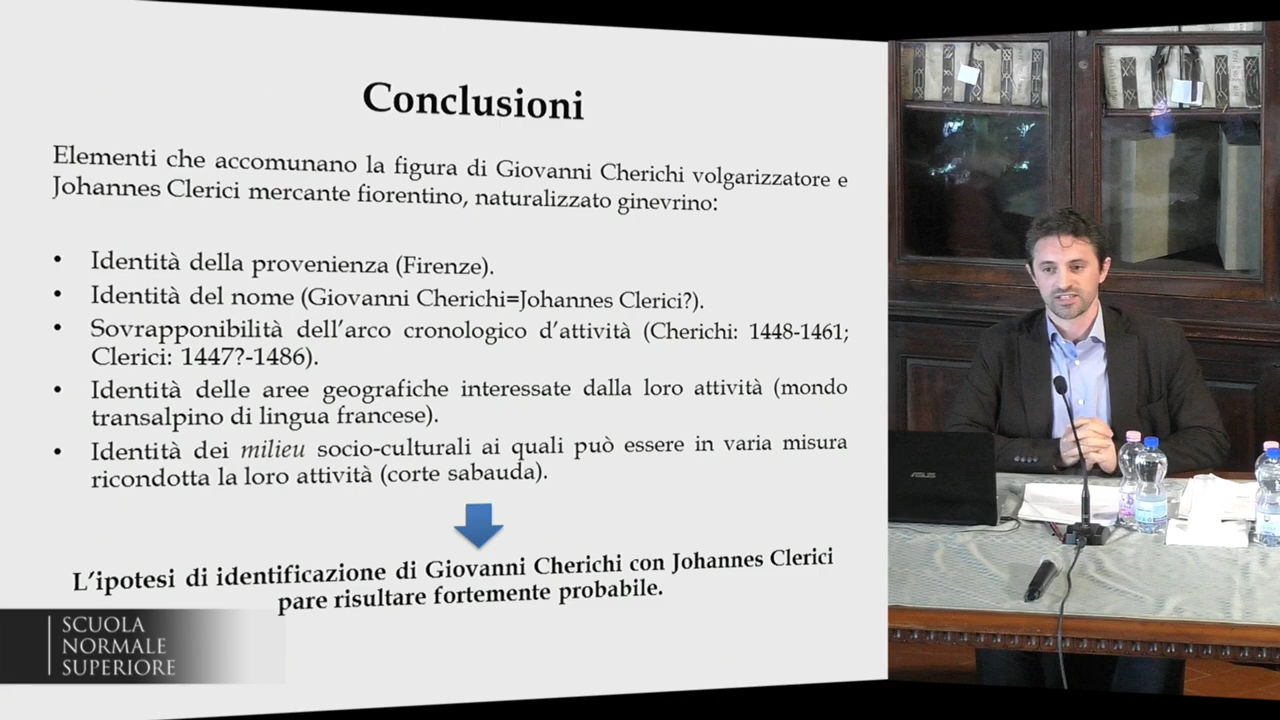 Conclusioni
Elementi che accomunano la figura di Giovanni Cherichi volgarizzatore e
Johannes Clerici mercante fiorentino, naturalizzato ginevrino:
• Identità della provenienza (Firenze).
• Identità del nome (Giovanni Cherichi=Johannes Clerici?).
• Sovrapponibilità dell’arco cronologico d’attività (Cherichi: 1448-1461;
Clerici: 1447?-1486).
• Identità delle aree geografiche interessate dalla loro attività (mondo
transalpino di lingua francese).
• Identità dei milieu socio-culturali ai quali può essere in varia misura
ricondotta la loro attività (corte sabauda).
L’ipotesi di identificazione di Giovanni Cherichi con Johannes Clerici
pare risultare fortemente probabile.
SCUOLA
NORMALE
SUPERIORE
ASUS